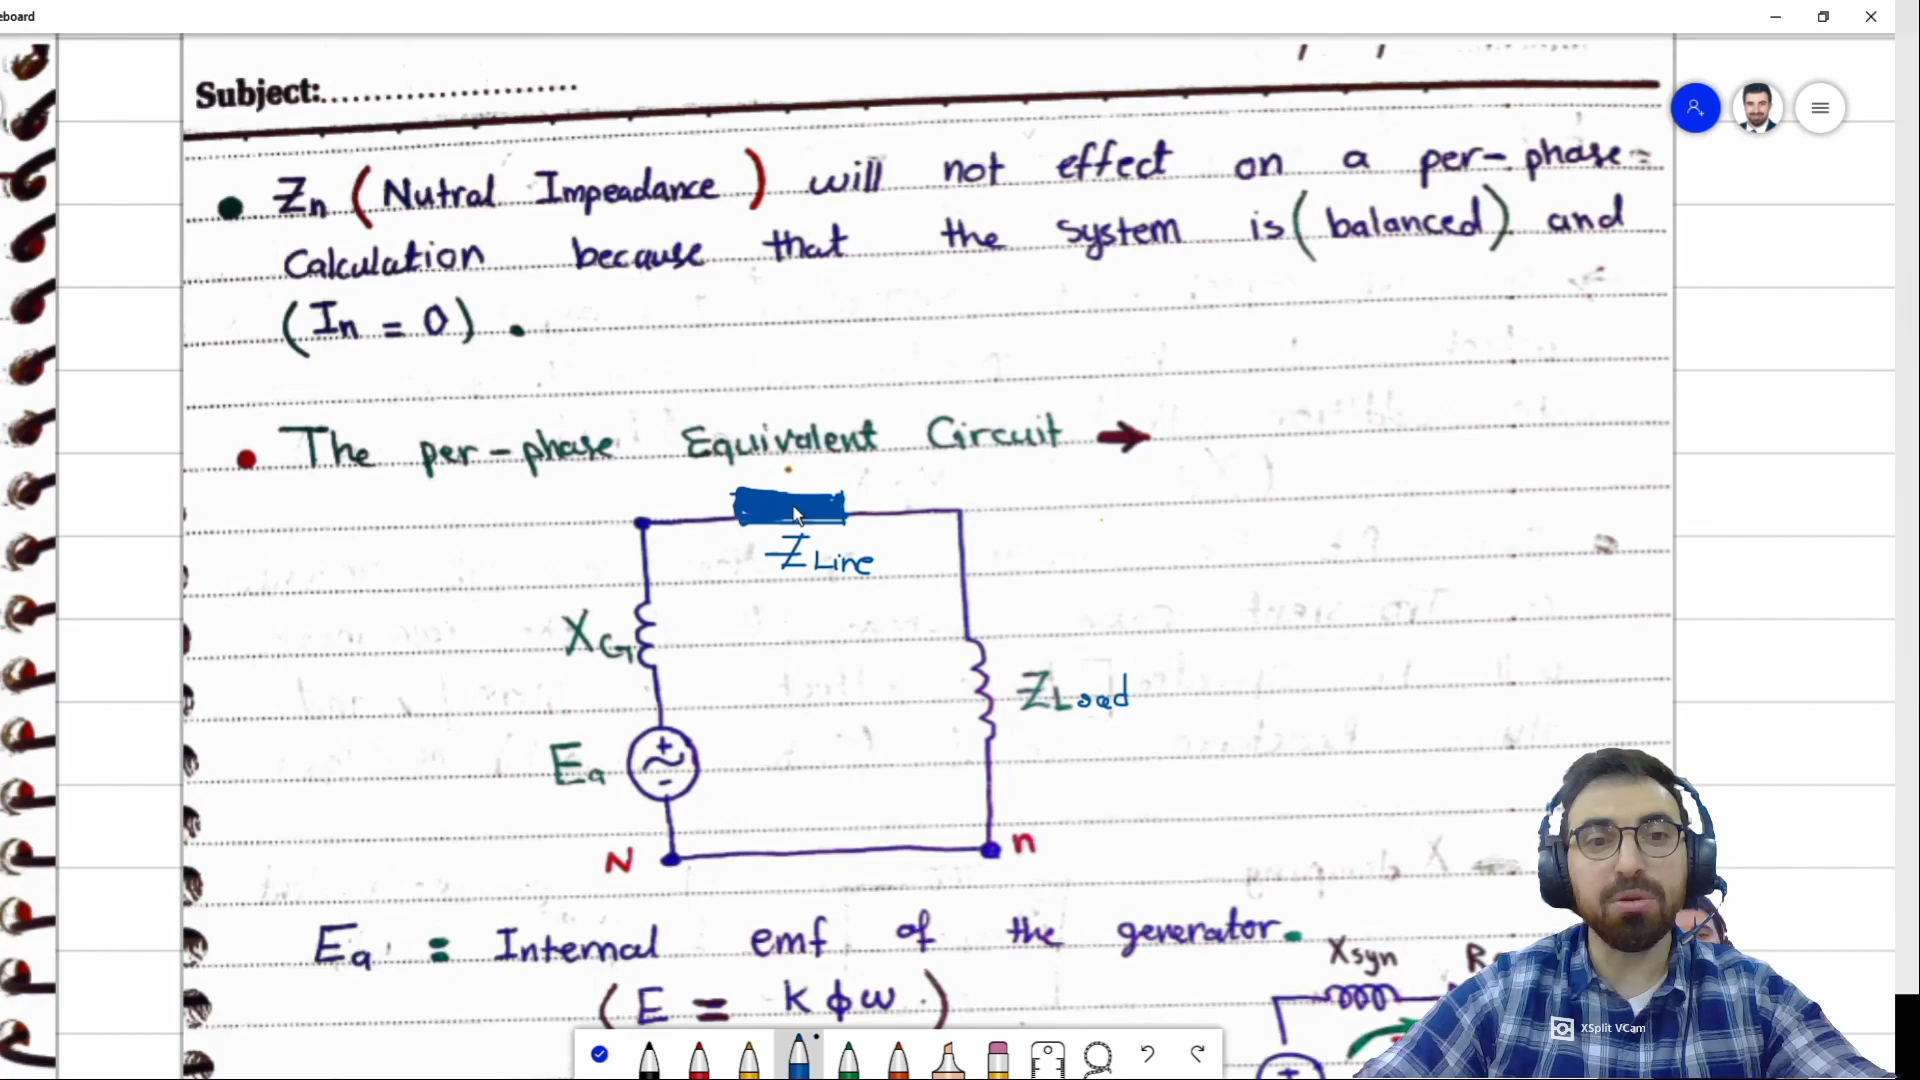 eboard
Subject:.......................
Zn (Nutral Impeadance) will not effect on a per-phase
Calculation because that the system is (balanced) and
(In = 0).
The per-phase Equivalent Circuit
ZLine
XG
ZLoad
+
Ea
-
N
n
Ea : Internal emf of the generator.
Xsyn
(E = kϕω.)
+
XSplit VCam